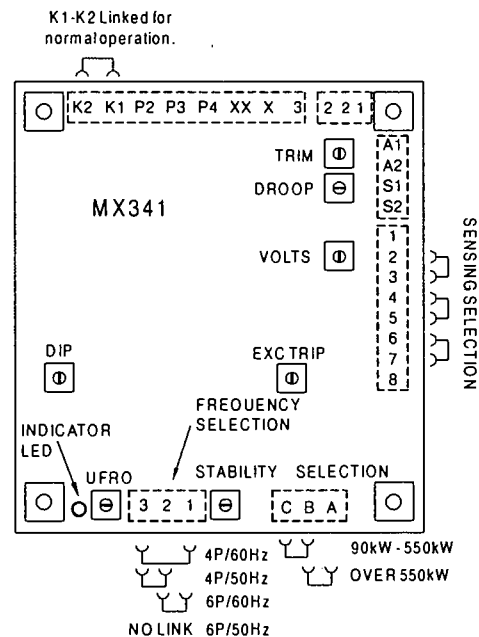 K1-K2 Linked for
normal operation.
K2 K1 P2 P3 P4 XX X 3 2 2 1
TRIM
A1
A2
DROOP
S1
S2
MX341
1
VOLTS
2
3
4
5
6
7
8
SENSING SELECTION
DIP
EXC TRIP
FREQUENCY
SELECTION
INDICATOR
LED
UFRO
STABILITY SELECTION
3 2 1
C B A
4P/60Hz
90kW - 550kW
4P/50Hz
OVER 550kW
6P/60Hz
NO LINK 6P/50Hz